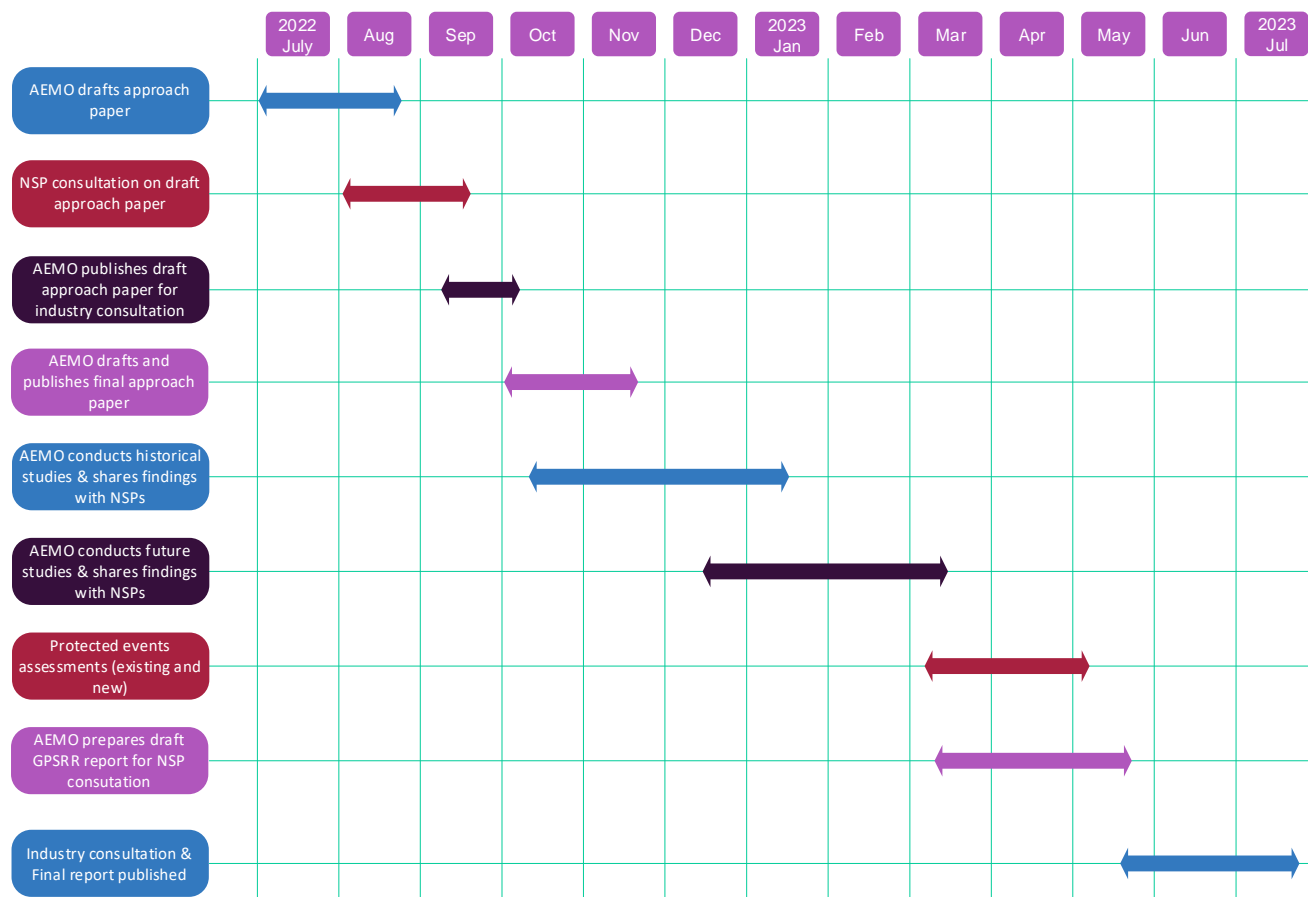 2022
July
Aug
Sep
Oct
Nov
Dec
2023
Jan
Feb
Mar
Apr
May
Jun
2023
Jul
AEMO drafts approach
paper
NSP consultation on draft
approach paper
AEMO publishes draft
approach paper for
industry consultation
AEMO drafts and
publishes final approach
paper
AEMO conducts historical
studies & shares findings
with NSPs
AEMO conducts future
studies & shares findings
with NSPs
Protected events
assessments (existing and
new)
AEMO prepares draft
GPSRR report for NSP
consutation
Industry consultation &
Final report published